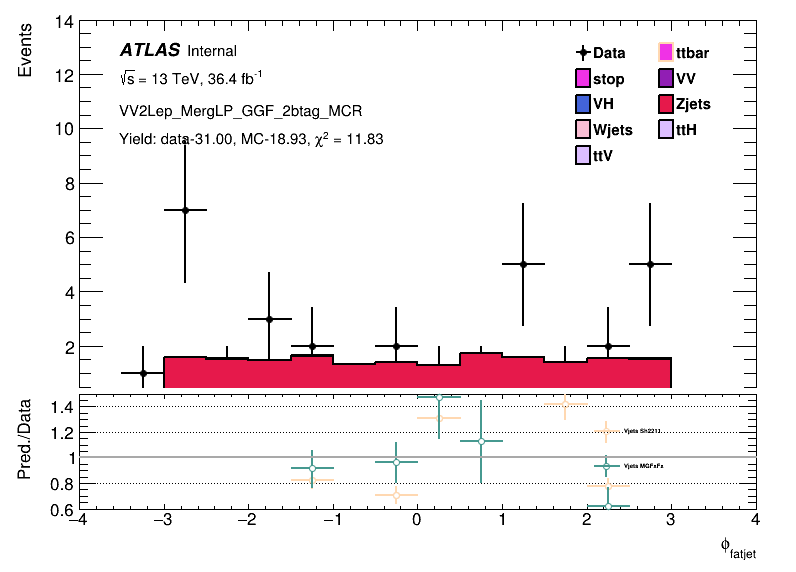 Events
14
12
10
8
6
4
2
ATLAS Internal
√s = 13 TeV, 36.4 fb-1
VV2Lep_MergLP_GGF_2btag_MCR
Yield: data-31.00, MC-18.93, χ2 = 11.83
Data
ttbar
stop
VV
VH
Zjets
Wjets
ttH
ttV
Pred./Data
1.4
1.2
1
0.8
0.6
Vjets Sh2211
Vjets MGFxFx
−4 −3 −2 −1 0 1 2 3 4
ϕfatjet